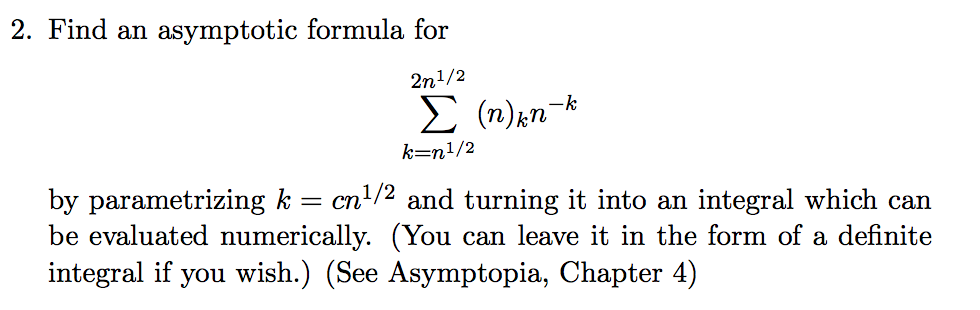 2. Find an asymptotic formula for
2n^{1/2}
∑ (n)_k n^{-k}
k=n^{1/2}
by parametrizing k = cn^{1/2} and turning it into an integral which can
be evaluated numerically. (You can leave it in the form of a definite
integral if you wish.) (See Asymptopia, Chapter 4)